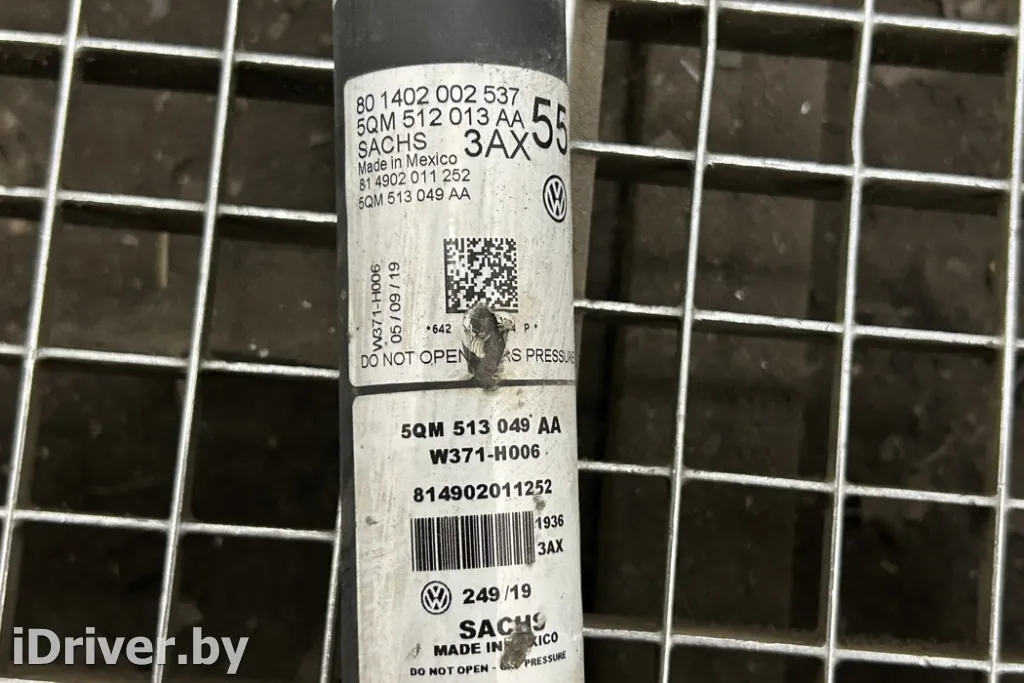 80 1402 002 537
5QM 512 013 AA
SACHS 3AX 55
Made in Mexico
81 4902 011 252
5QM 513 049 AA
W371-H006
05/09/19
*642 P*
DO NOT OPEN PRESSURE
5QM 513 049 AA
W371-H006
814902011252
1936
3AX
249/19
SACHS
MADE IN MEXICO
DO NOT OPEN - GAS PRESSURE
iDriver.by